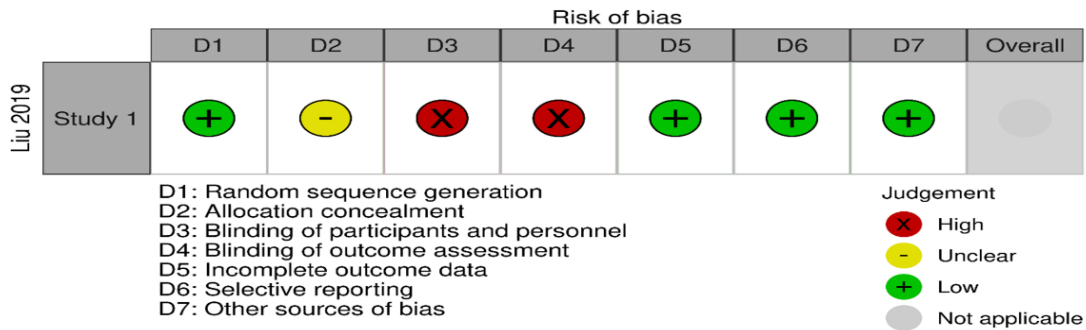 Risk of bias
D1 D2 D3 D4 D5 D6 D7 Overall
Liu 2019
Study 1 + - X X + + +
D1: Random sequence generation
D2: Allocation concealment
D3: Blinding of participants and personnel
D4: Blinding of outcome assessment
D5: Incomplete outcome data
D6: Selective reporting
D7: Other sources of bias
Judgement
X High
- Unclear
+ Low
Not applicable